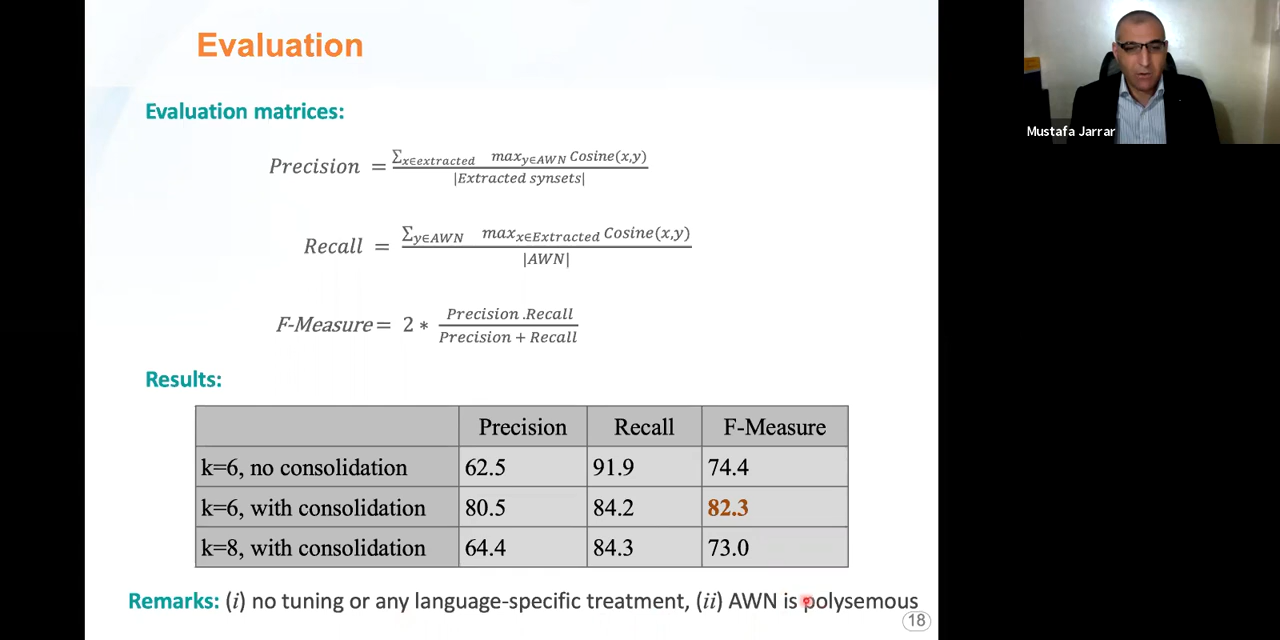 Evaluation
Evaluation matrices:
Precision = ∑x∈extracted maxy∈AWN Cosine(x,y) / |Extracted synsets|
Recall = ∑y∈AWN maxx∈Extracted Cosine(x,y) / |AWN|
F-Measure = 2 * Precision .Recall / Precision + Recall
Results:
Precision Recall F-Measure
k=6, no consolidation 62.5 91.9 74.4
k=6, with consolidation 80.5 84.2 82.3
k=8, with consolidation 64.4 84.3 73.0
Remarks: (i) no tuning or any language-specific treatment, (ii) AWN is polysemous
18
Mustafa Jarrar